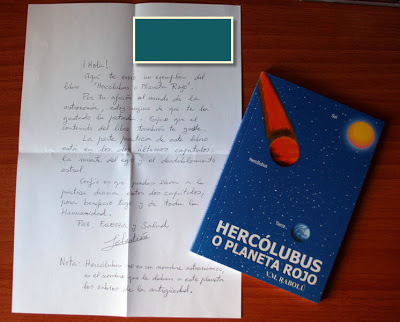 ¡Hola!
Aquí te envío un ejemplar del
libro "Hercólubus o Planeta Rojo".
Por tu afición al mundo de la
astronomía, estoy seguro de que te ha
gustado la portada. Espero que el
contenido del libro también te guste.
La parte práctica de este libro
está en los dos últimos capítulos:
la muerte del ego y el desdoblamiento
astral.
Confío en que puedas llevar a la
práctica diaria estos dos capítulos,
para beneficio tuyo y de toda la
Humanidad.
Paz, Fuerza y Salud
Nota: Hercólubus no es un nombre astronómico,
es el nombre que le daban a este planeta
los sabios de la antigüedad.
Sol
Hercólubus
Tierra
HERCÓLUBUS
O PLANETA ROJO
V.M. RABOLÚ